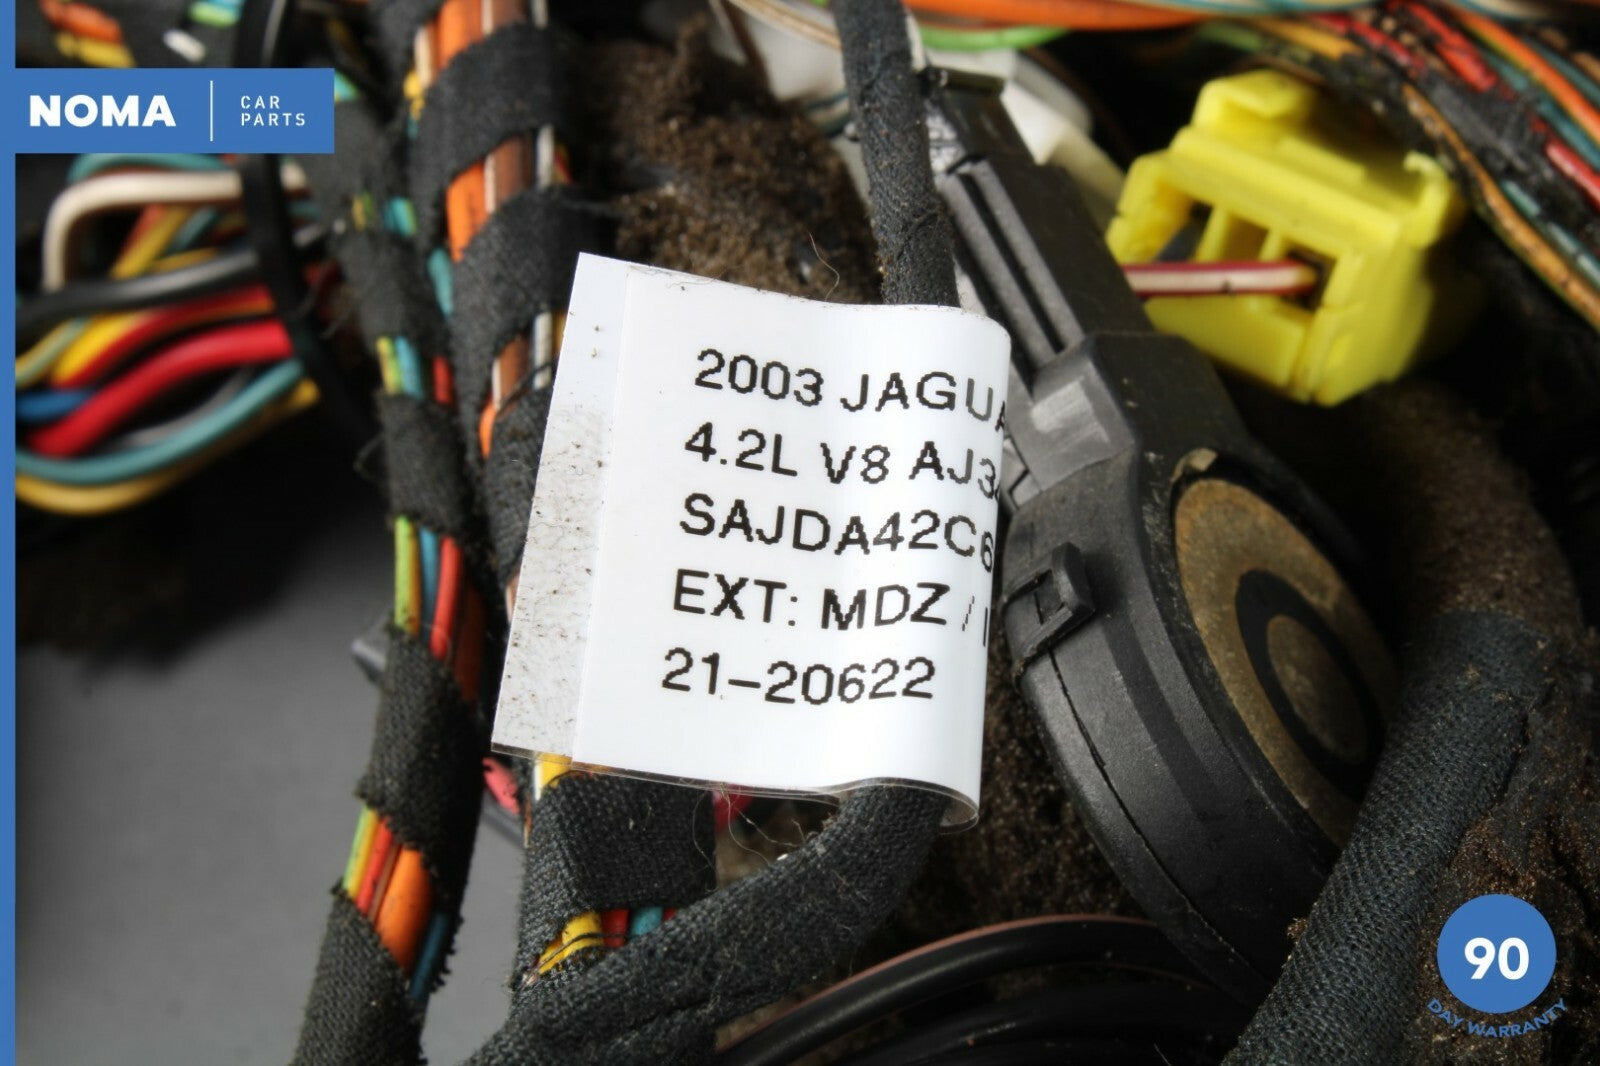 NOMA
CAR
PARTS
2003 JAGUA
4.2L V8 AJ3
SAJDA42C6
EXT: MDZ /
21-20622
90
DAY WARRANTY